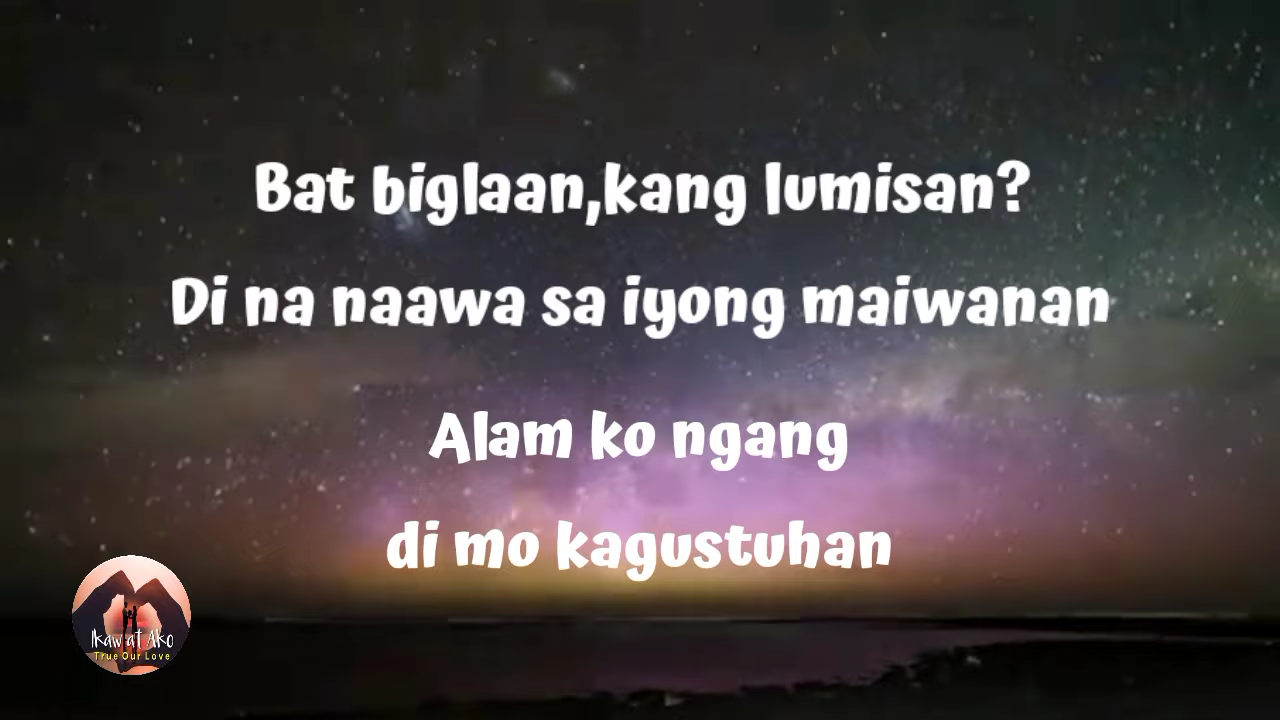 Bat biglaan,kang lumisan?
Di na naawa sa iyong maiwanan
Alam ko ngang
di mo kagustuhan
Ikaw at Ako
True Our Love